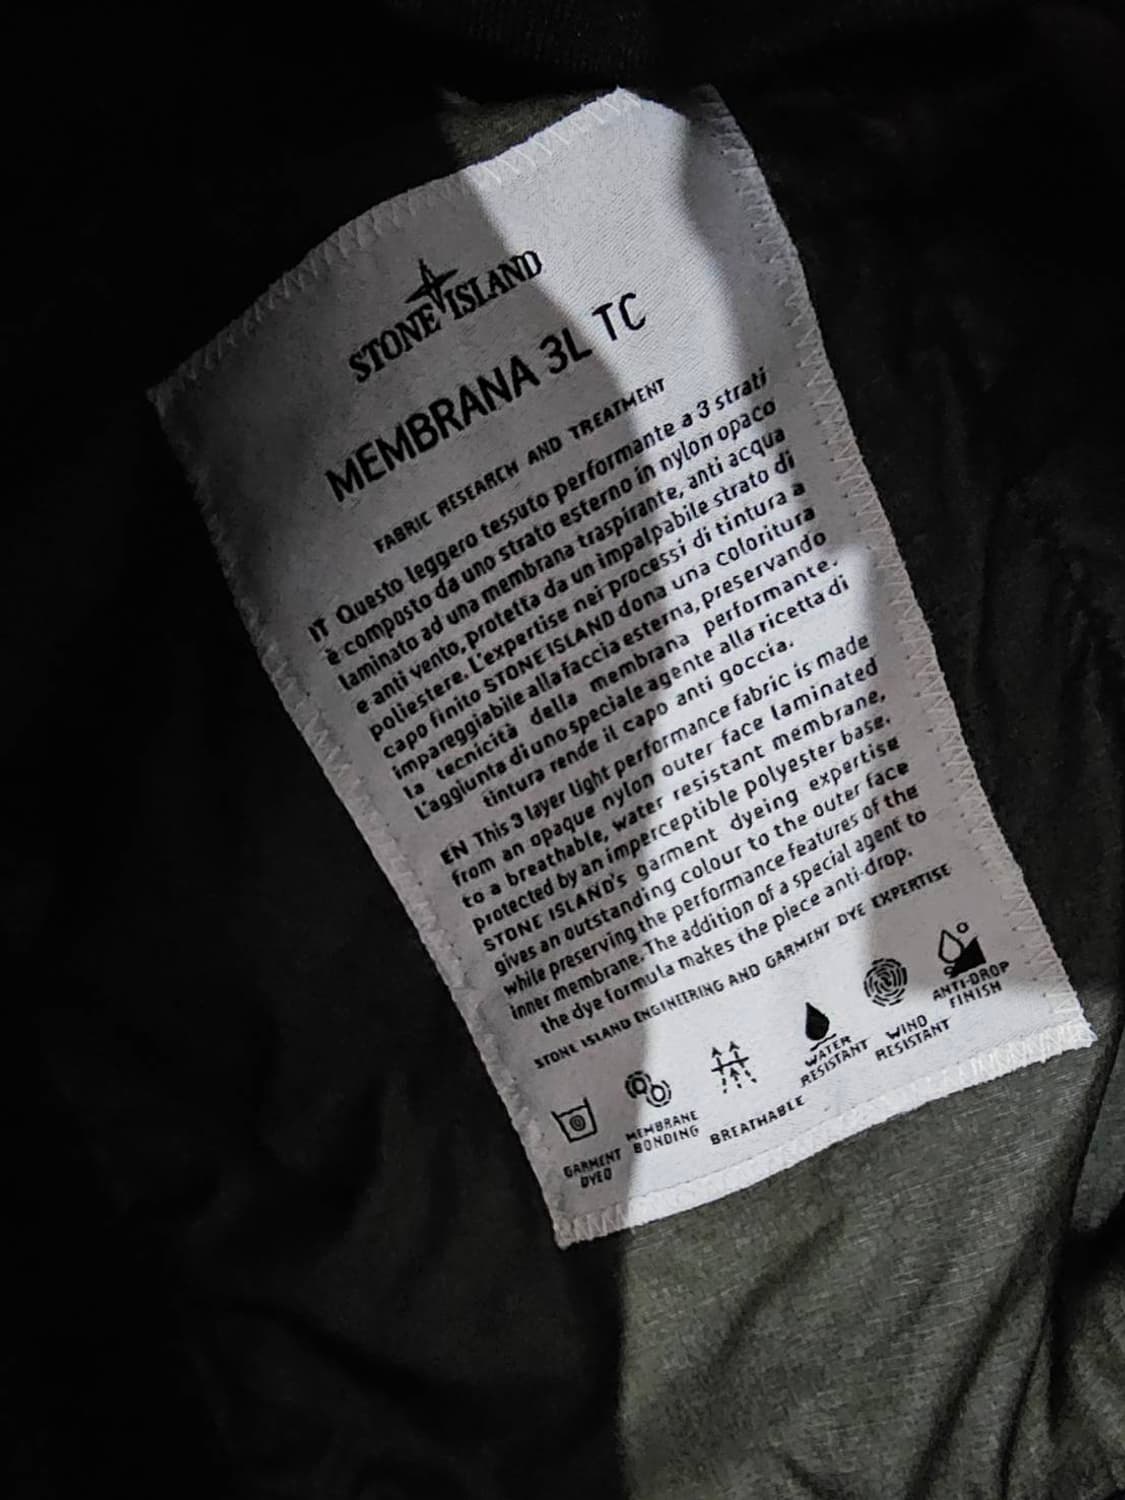 STONE ISLAND
MEMBRANA 3L TC
FABRIC RESEARCH AND TREATMENT
IT Questo leggero tessuto performante a 3 strati
è composto da uno strato esterno in nylon opaco
laminato ad una membrana traspirante, anti acqua
e anti vento, protetta da un impalpabile strato di
poliestere. L'expertise nei processi di tintura a
capo finito STONE ISLAND dona una coloritura
impareggiabile alla faccia esterna, preservando
la tecnicità della membrana performante.
L'aggiunta di uno speciale agente alla ricetta di
tintura rende il capo anti goccia.
EN This 3 layer light performance fabric is made
from an opaque nylon outer face laminated
to a breathable, water resistant membrane,
protected by an imperceptible polyester base.
STONE ISLAND's garment dyeing expertise
gives an outstanding colour to the outer face
while preserving the performance features of the
inner membrane. The addition of a special agent to
the dye formula makes the piece anti-drop.
STONE ISLAND ENGINEERING AND GARMENT DYE EXPERTISE
GARMENT
DYED
MEMBRANE
BONDING
BREATHABLE
WATER
RESISTANT
WIND
RESISTANT
ANTI-DROP
FINISH